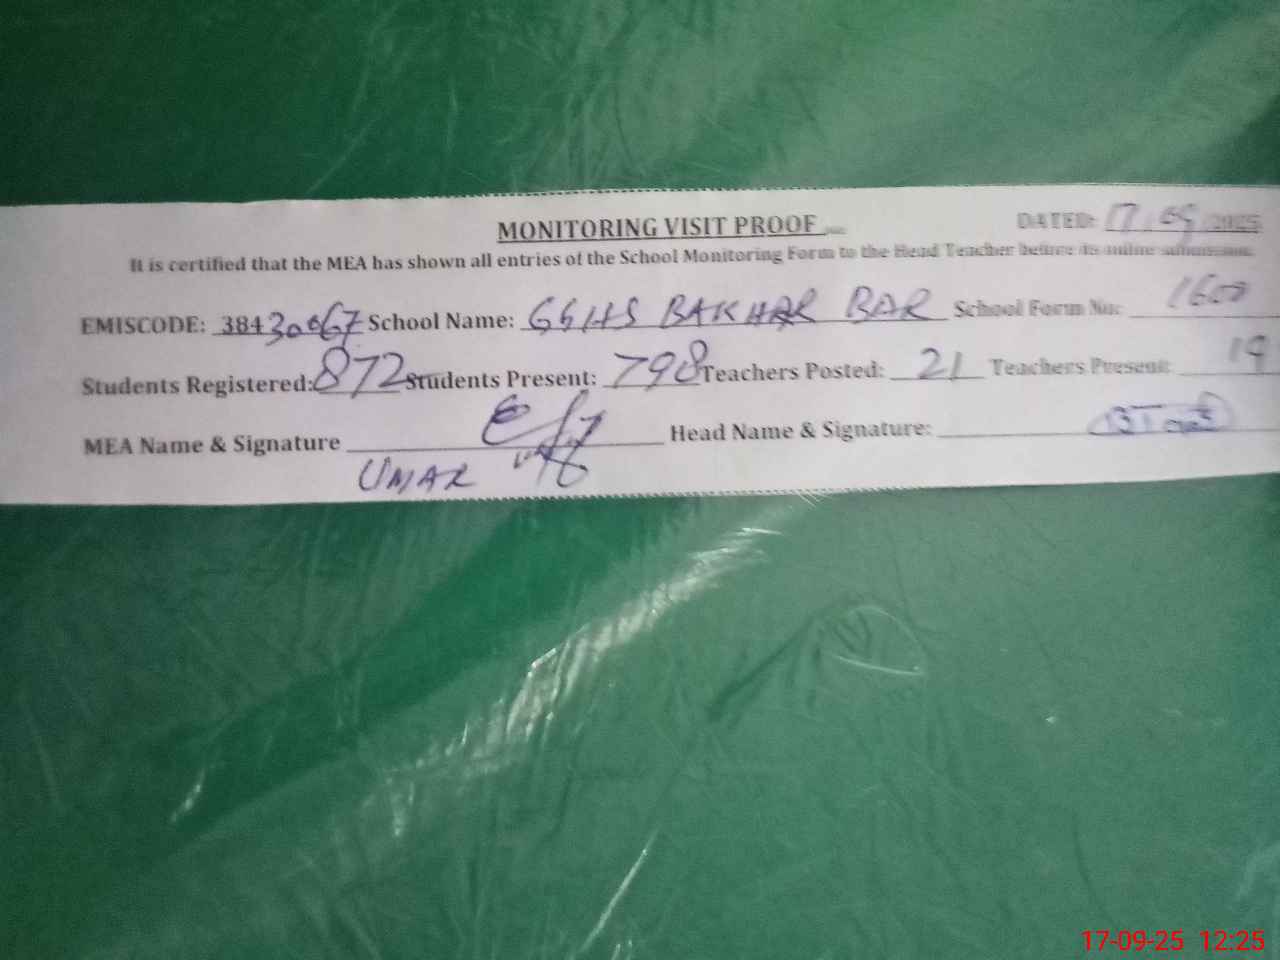 MONITORING VISIT PROOF DATED: 17/09/2025
It is certified that the MEA has shown all entries of the School Monitoring Form to the Head Teacher before its online submission.
EMISCODE: 38430067 School Name: GGHS BAKHAR BAR School Form No: 1600
Students Registered: 872 Students Present: 798 Teachers Posted: 21 Teachers Present: 19
MEA Name & Signature Head Name & Signature:
UMAR
17-09-25 12:25